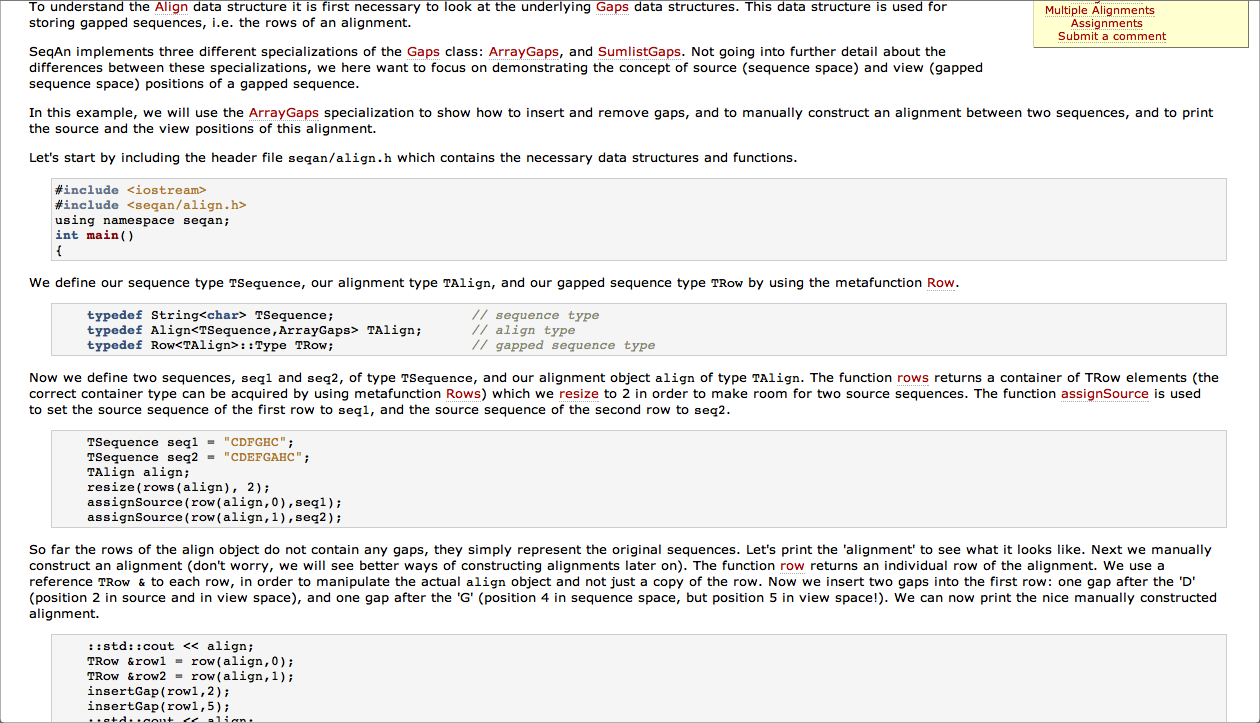 To understand the Align data structure it is first necessary to look at the underlying Gaps data structures. This data structure is used for
storing gapped sequences, i.e. the rows of an alignment.
Multiple Alignments
Assignments
Submit a comment
SeqAn implements three different specializations of the Gaps class: ArrayGaps, and SumlistGaps. Not going into further detail about the
differences between these specializations, we here want to focus on demonstrating the concept of source (sequence space) and view (gapped
sequence space) positions of a gapped sequence.
In this example, we will use the ArrayGaps specialization to show how to insert and remove gaps, and to manually construct an alignment between two sequences, and to print
the source and the view positions of this alignment.
Let's start by including the header file seqan/align.h which contains the necessary data structures and functions.
#include <iostream>
#include <seqan/align.h>
using namespace seqan;
int main()
{
We define our sequence type TSequence, our alignment type TAlign, and our gapped sequence type TRow by using the metafunction Row.
typedef String<char> TSequence; // sequence type
typedef Align<TSequence,ArrayGaps> TAlign; // align type
typedef Row<TAlign>::Type TRow; // gapped sequence type
Now we define two sequences, seq1 and seq2, of type TSequence, and our alignment object align of type TAlign. The function rows returns a container of TRow elements (the
correct container type can be acquired by using metafunction Rows) which we resize to 2 in order to make room for two source sequences. The function assignSource is used
to set the source sequence of the first row to seq1, and the source sequence of the second row to seq2.
TSequence seq1 = "CDFGHC";
TSequence seq2 = "CDEFGAHC";
TAlign align;
resize(rows(align), 2);
assignSource(row(align,0),seq1);
assignSource(row(align,1),seq2);
So far the rows of the align object do not contain any gaps, they simply represent the original sequences. Let's print the 'alignment' to see what it looks like. Next we manually
construct an alignment (don't worry, we will see better ways of constructing alignments later on). The function row returns an individual row of the alignment. We use a
reference TRow & to each row, in order to manipulate the actual align object and not just a copy of the row. Now we insert two gaps into the first row: one gap after the 'D'
(position 2 in source and in view space), and one gap after the 'G' (position 4 in sequence space, but position 5 in view space!). We can now print the nice manually constructed
alignment.
::std::cout << align;
TRow &row1 = row(align,0);
TRow &row2 = row(align,1);
insertGap(row1,2);
insertGap(row1,5);
::std::cout << align;